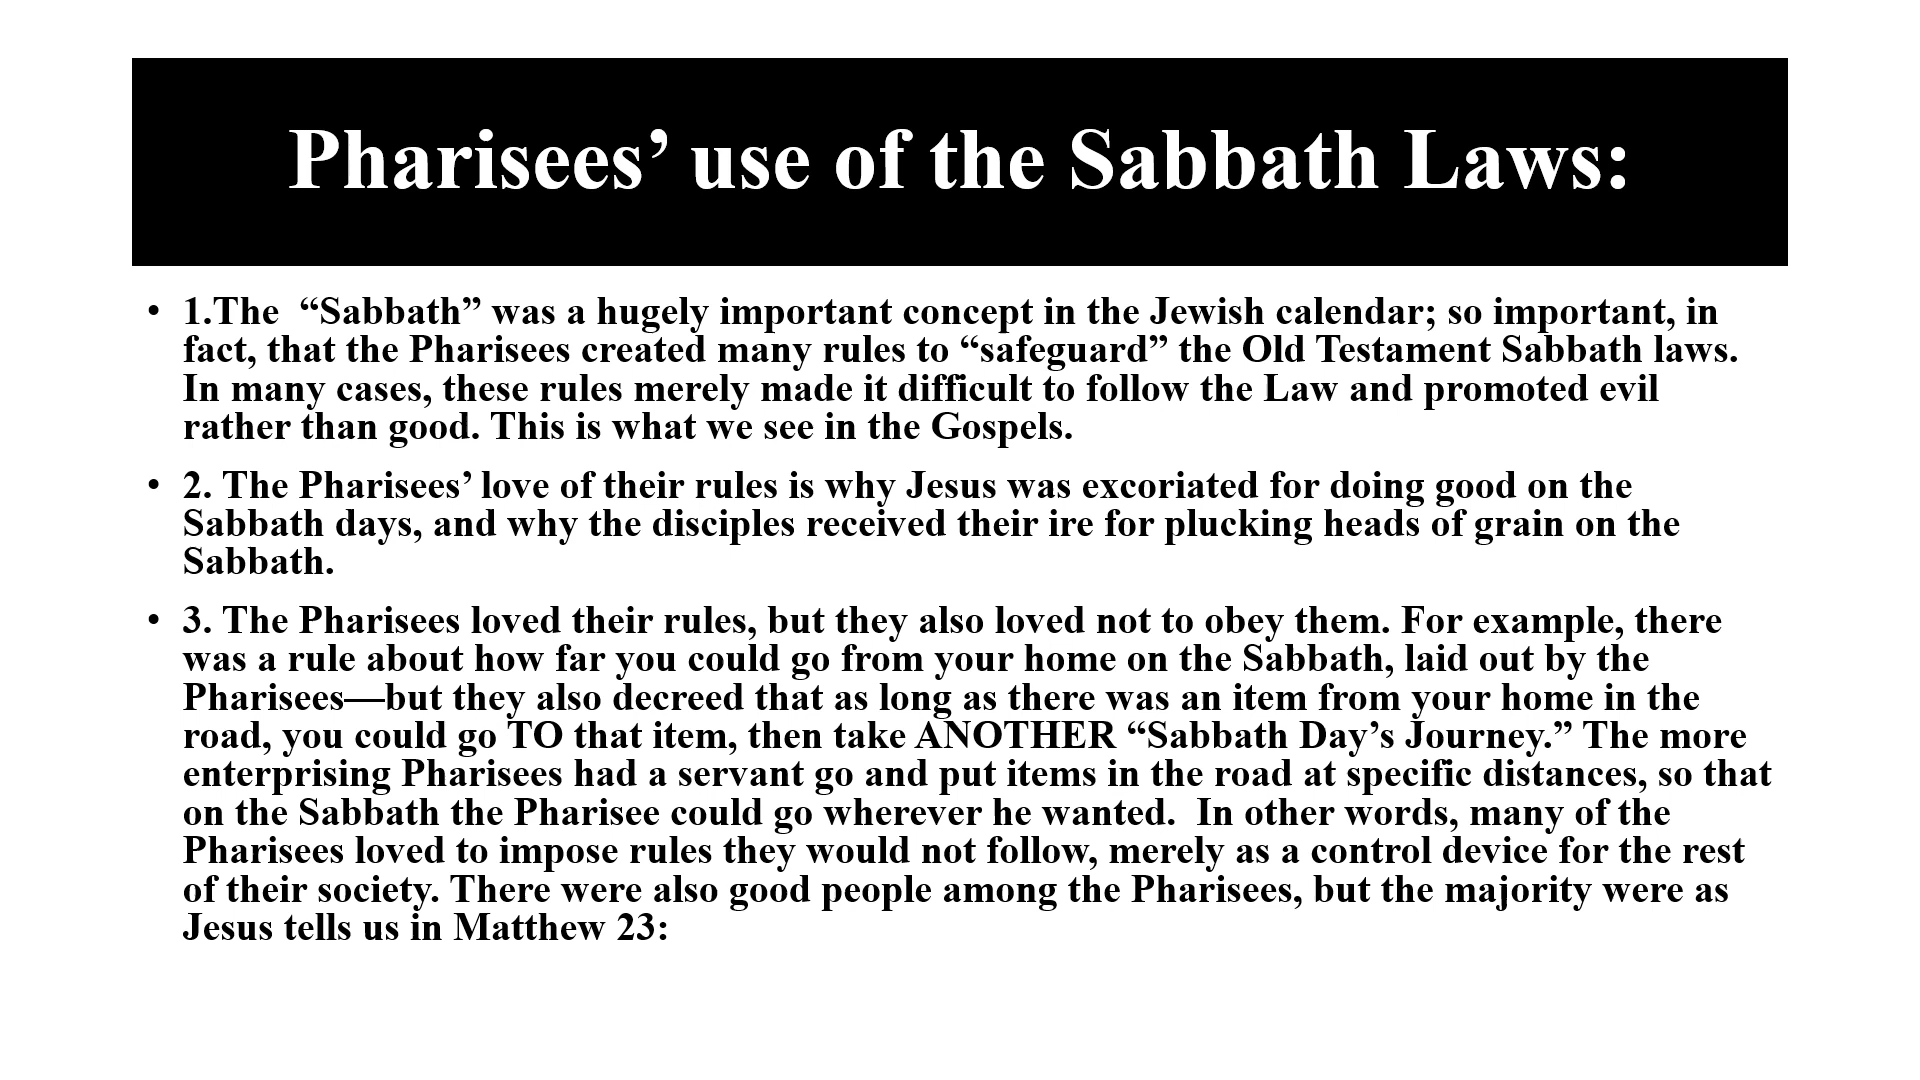 Pharisees’ use of the Sabbath Laws:
• 1.The  “Sabbath” was a hugely important concept in the Jewish calendar; so important, in
fact, that the Pharisees created many rules to “safeguard” the Old Testament Sabbath laws.
In many cases, these rules merely made it difficult to follow the Law and promoted evil
rather than good. This is what we see in the Gospels.
• 2. The Pharisees’ love of their rules is why Jesus was excoriated for doing good on the
Sabbath days, and why the disciples received their ire for plucking heads of grain on the
Sabbath.
• 3. The Pharisees loved their rules, but they also loved not to obey them. For example, there
was a rule about how far you could go from your home on the Sabbath, laid out by the
Pharisees—but they also decreed that as long as there was an item from your home in the
road, you could go TO that item, then take ANOTHER “Sabbath Day’s Journey.” The more
enterprising Pharisees had a servant go and put items in the road at specific distances, so that
on the Sabbath the Pharisee could go wherever he wanted.  In other words, many of the
Pharisees loved to impose rules they would not follow, merely as a control device for the rest
of their society. There were also good people among the Pharisees, but the majority were as
Jesus tells us in Matthew 23: